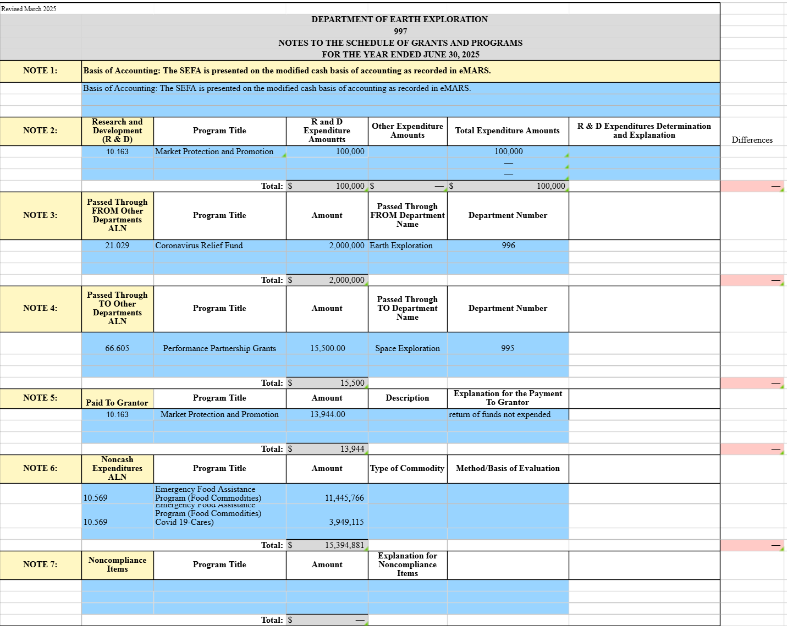 Revised March 2025
DEPARTMENT OF EARTH EXPLORATION
997
NOTES TO THE SCHEDULE OF GRANTS AND PROGRAMS
FOR THE YEAR ENDED JUNE 30, 2025
NOTE 1: Basis of Accounting: The SEFA is presented on the modified cash basis of accounting as recorded in eMARS.
Basis of Accounting: The SEFA is presented on the modified cash basis of accounting as recorded in eMARS.
NOTE 2: Research and Development (R & D) Program Title R and D Expenditure Amountts Other Expenditure Amounts Total Expenditure Amounts R & D Expenditures Determination and Explanation Differences
10.163 Market Protection and Promotion 100,000 100,000
—
—
Total: $ 100,000 $ — $ 100,000 —
NOTE 3: Passed Through FROM Other Departments ALN Program Title Amount Passed Through FROM Department Name Department Number
21.029 Coronavirus Relief Fund 2,000,000 Earth Exploration 996
Total: $ 2,000,000 —
NOTE 4: Passed Through TO Other Departments ALN Program Title Amount Passed Through TO Department Name Department Number
66.605 Performance Partnership Grants 15,500.00 Space Exploration 995
Total: $ 15,500 —
NOTE 5: Paid To Grantor Program Title Amount Description Explanation for the Payment To Grantor
10.163 Market Protection and Promotion 13,944.00 return of funds not expended
Total: $ 13,944 —
NOTE 6: Noncash Expenditures ALN Program Title Amount Type of Commodity Method/Basis of Evaluation
10.569 Emergency Food Assistance Program (Food Commodities) 11,445,766
10.569 Emergency Food Assistance Program (Food Commodities) Covid 19-Cares) 3,949,115
Total: $ 15,394,881 —
NOTE 7: Noncompliance Items Program Title Amount Explanation for Noncompliance Items
Total: $ —